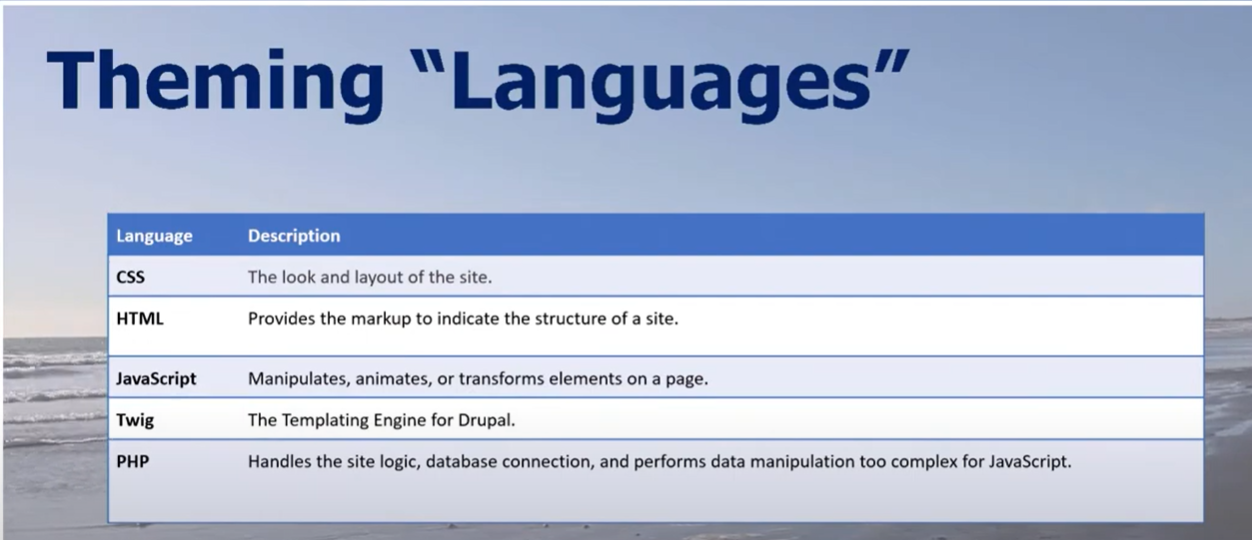 Theming “Languages”
Language Description
CSS The look and layout of the site.
HTML Provides the markup to indicate the structure of a site.
JavaScript Manipulates, animates, or transforms elements on a page.
Twig The Templating Engine for Drupal.
PHP Handles the site logic, database connection, and performs data manipulation too complex for JavaScript.